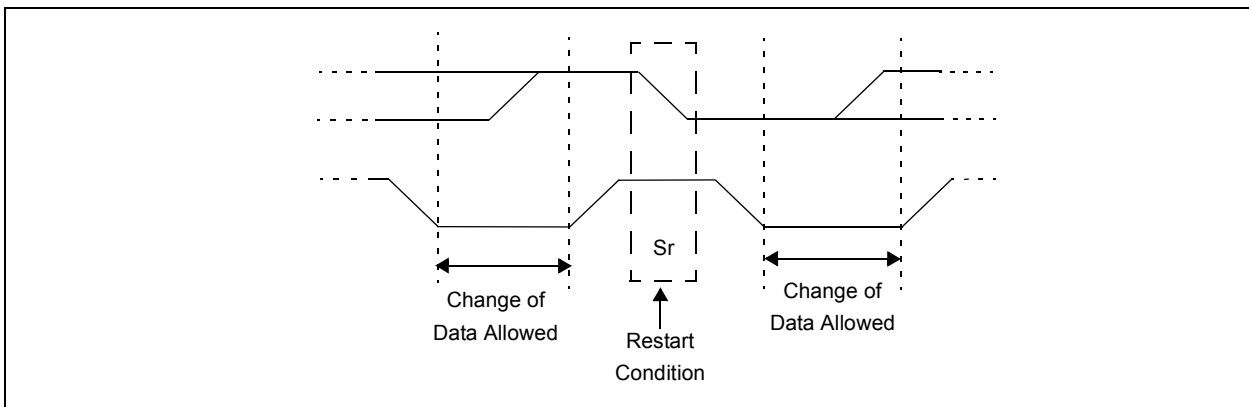 Sr
Change of
Data Allowed
Restart
Condition
Change of
Data Allowed